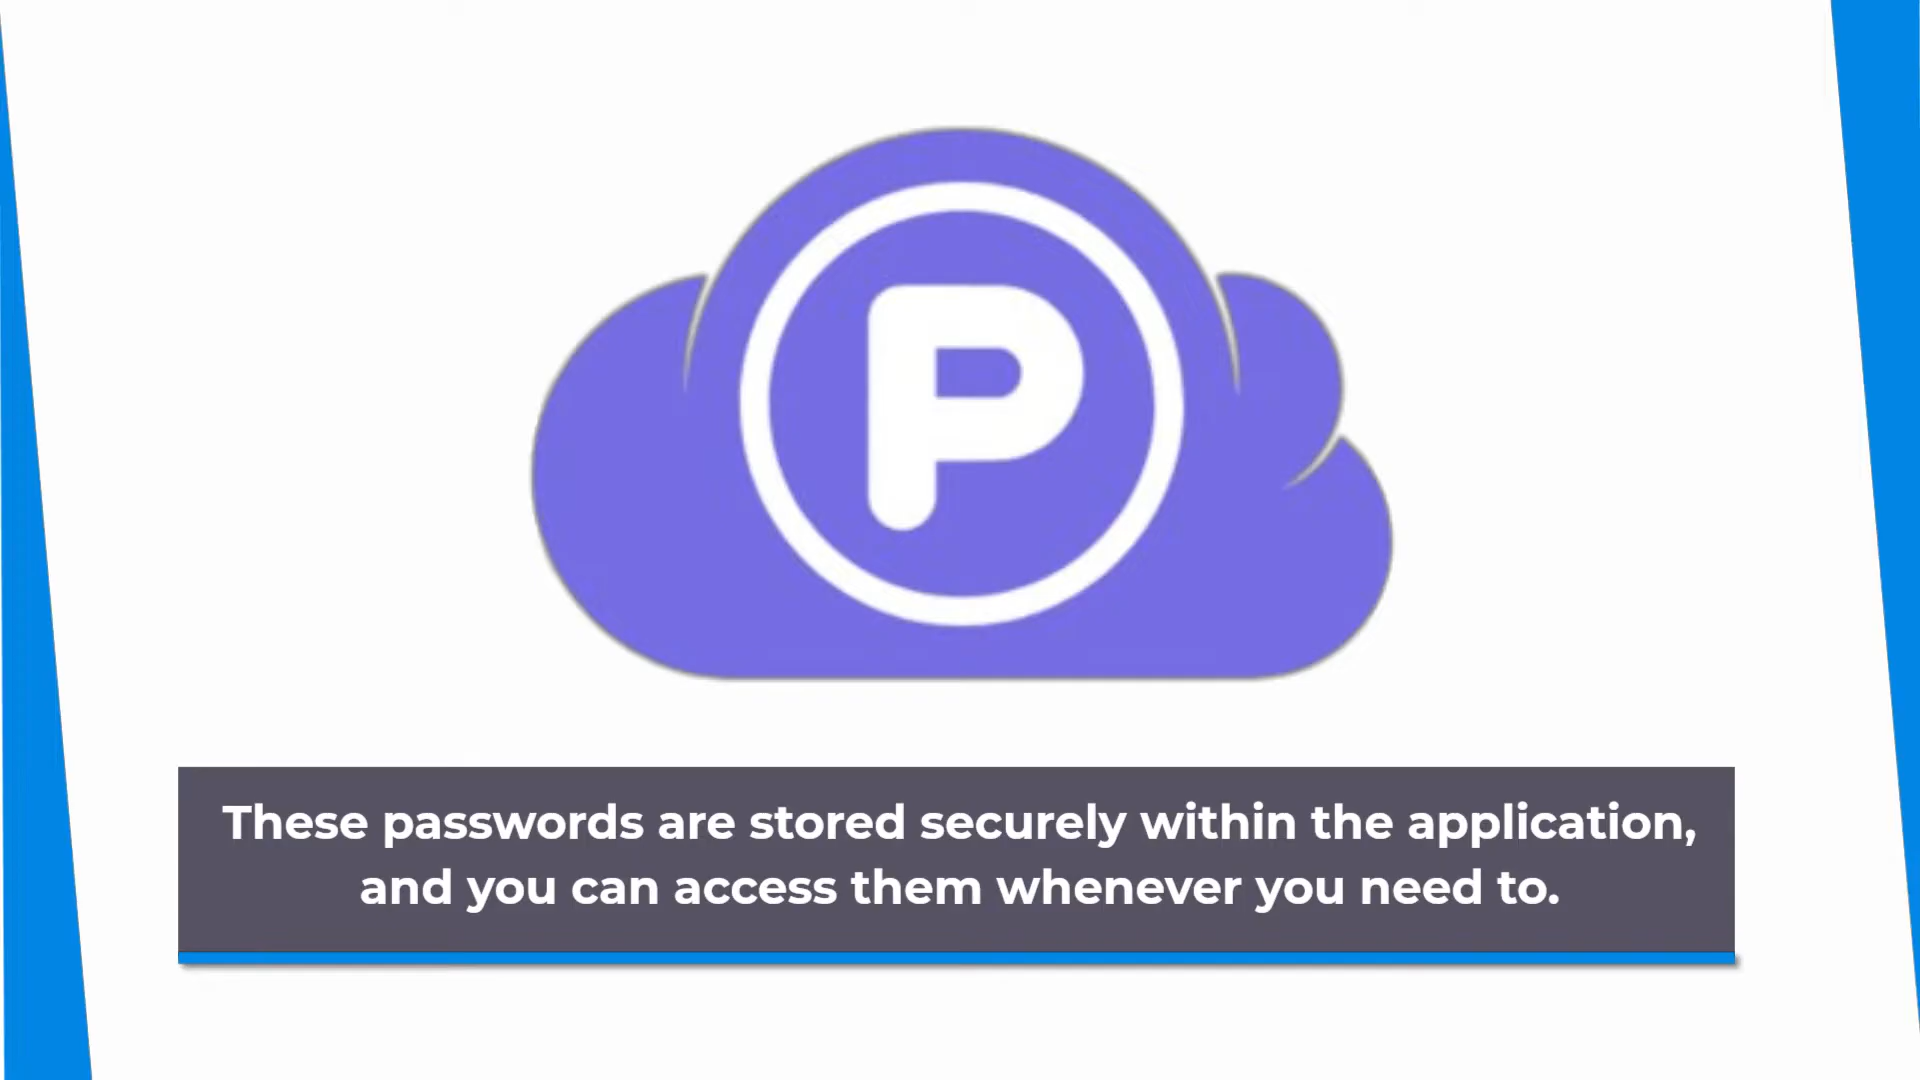 P
These passwords are stored securely within the application,
and you can access them whenever you need to.